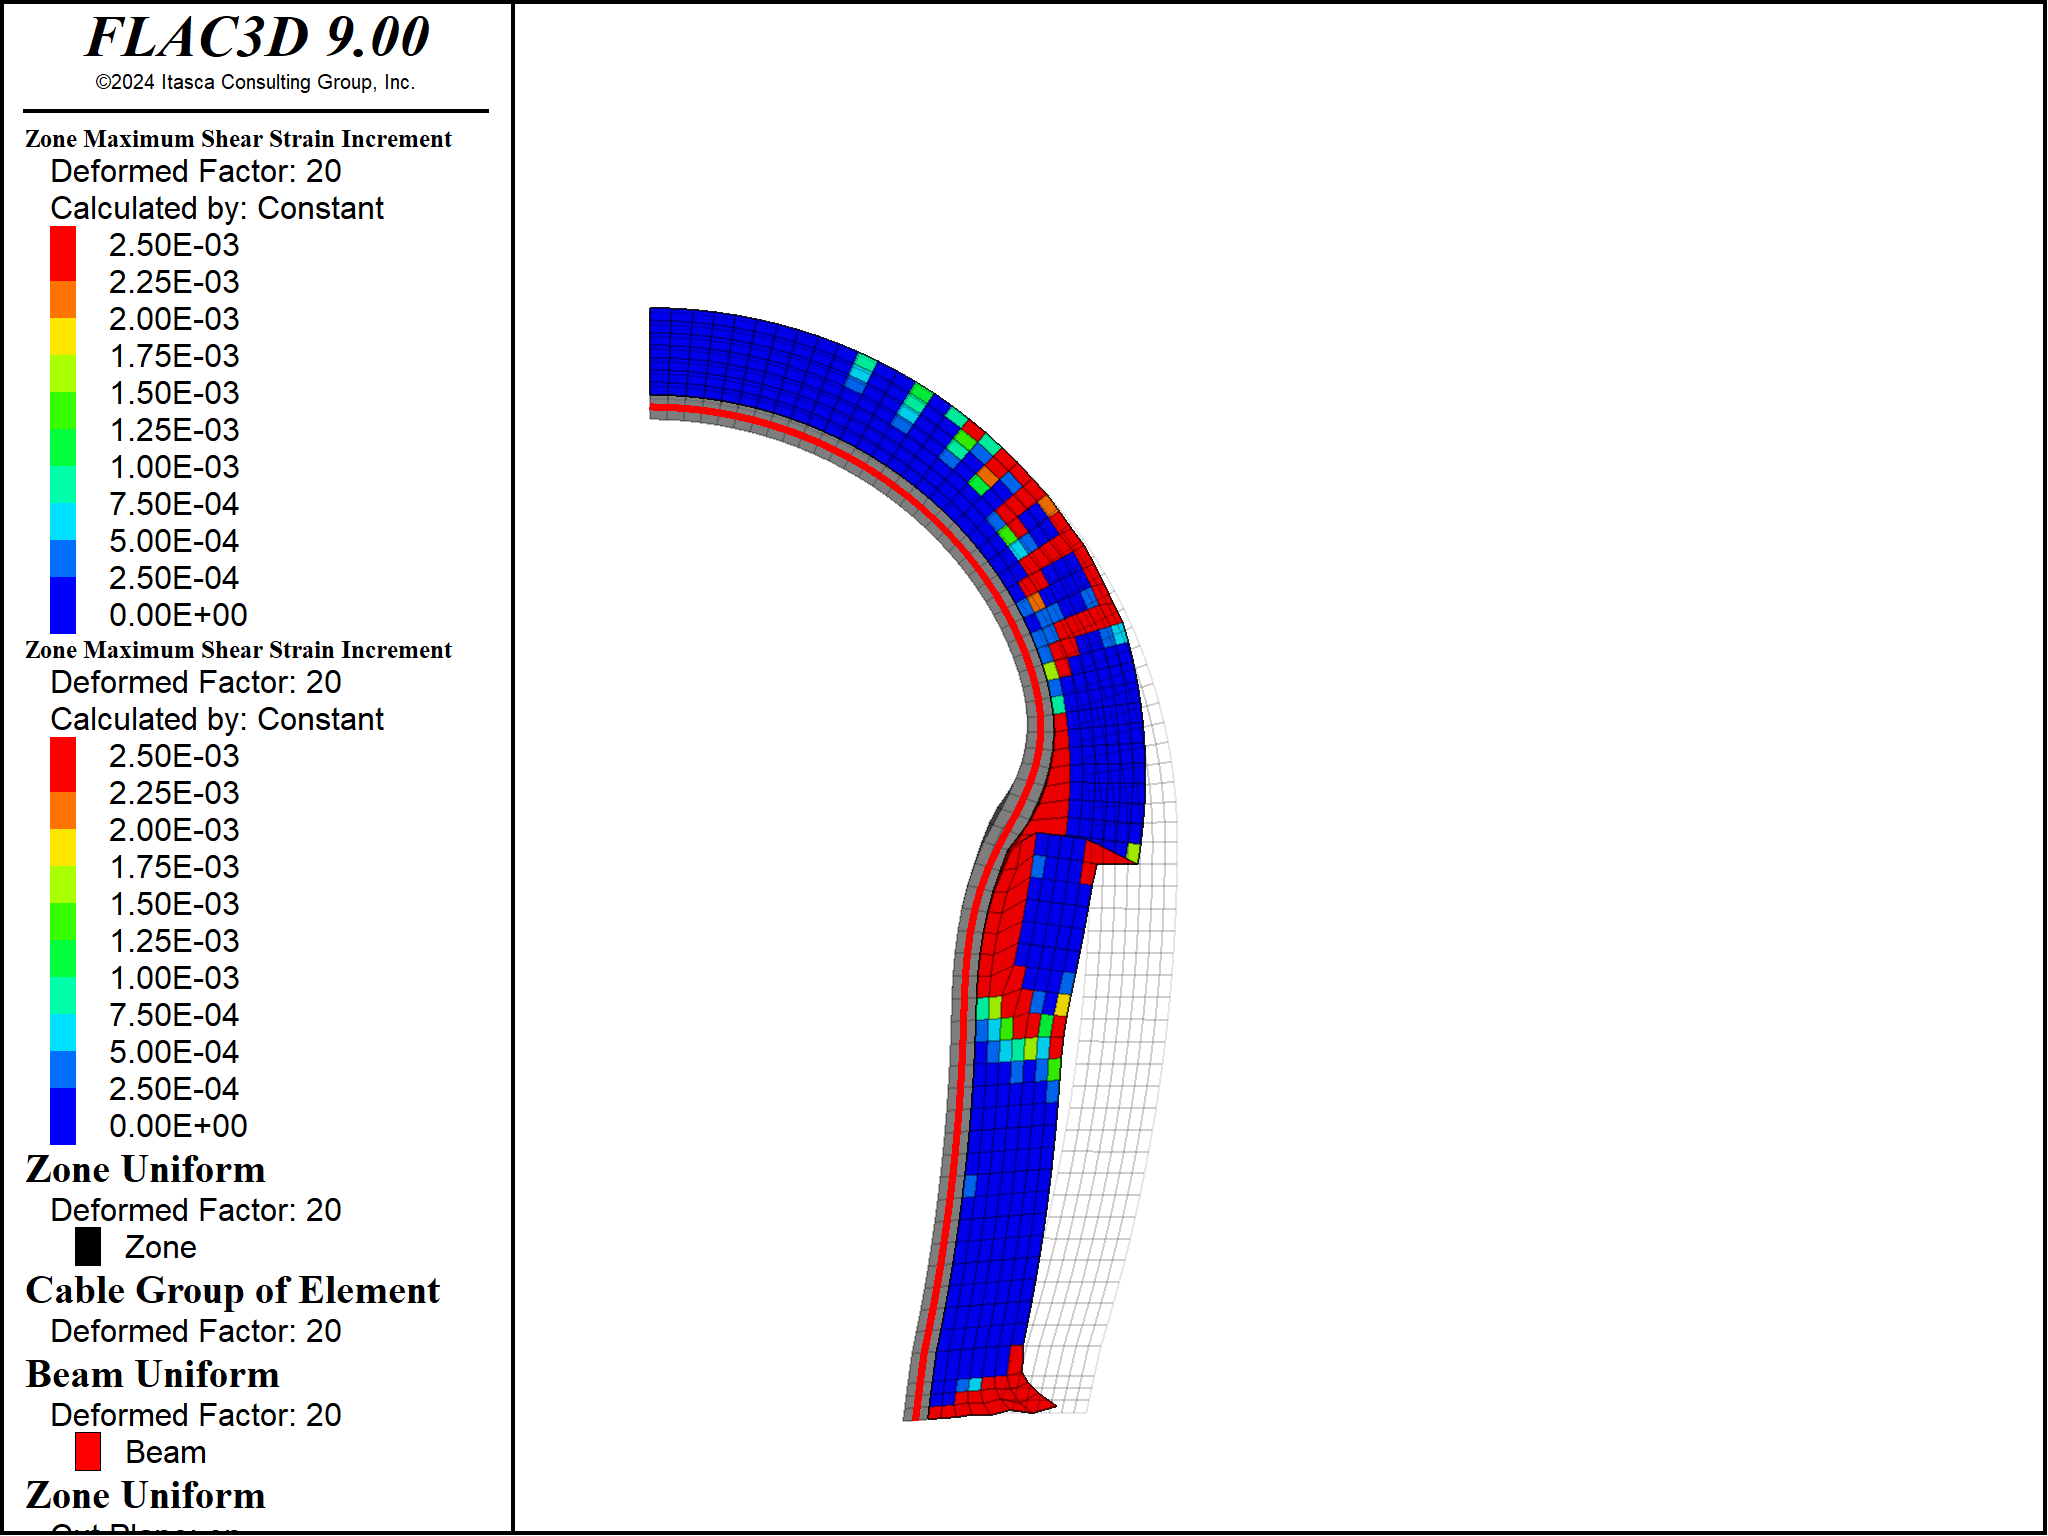 FLAC3D 9.00
©2024 Itasca Consulting Group, Inc.
Zone Maximum Shear Strain Increment
Deformed Factor: 20
Calculated by: Constant
2.50E-03
2.25E-03
2.00E-03
1.75E-03
1.50E-03
1.25E-03
1.00E-03
7.50E-04
5.00E-04
2.50E-04
0.00E+00
Zone Maximum Shear Strain Increment
Deformed Factor: 20
Calculated by: Constant
2.50E-03
2.25E-03
2.00E-03
1.75E-03
1.50E-03
1.25E-03
1.00E-03
7.50E-04
5.00E-04
2.50E-04
0.00E+00
Zone Uniform
Deformed Factor: 20
Zone
Cable Group of Element
Deformed Factor: 20
Beam Uniform
Deformed Factor: 20
Beam
Zone Uniform